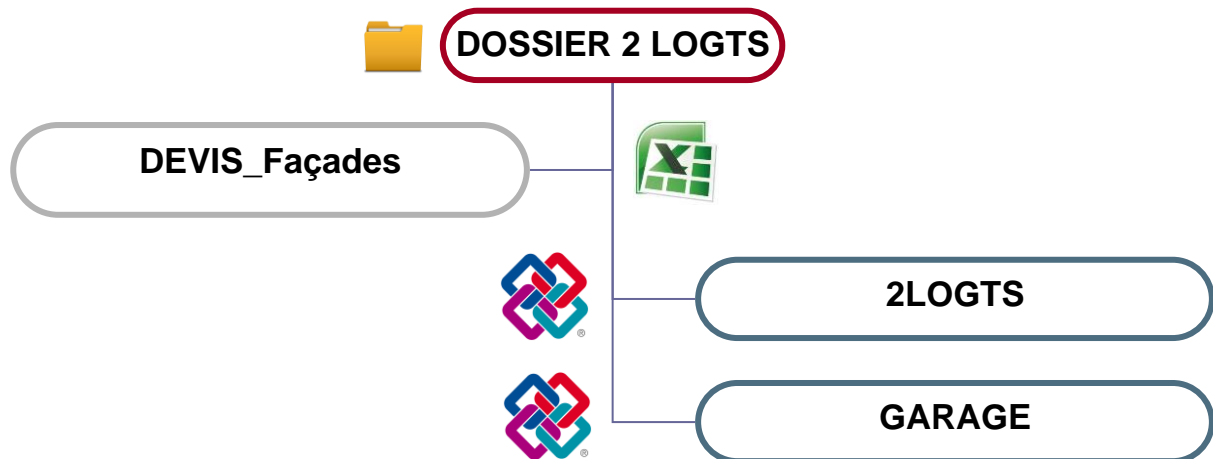 DOSSIER 2 LOGTS
DEVIS_Façades
2LOGTS
®
GARAGE
®